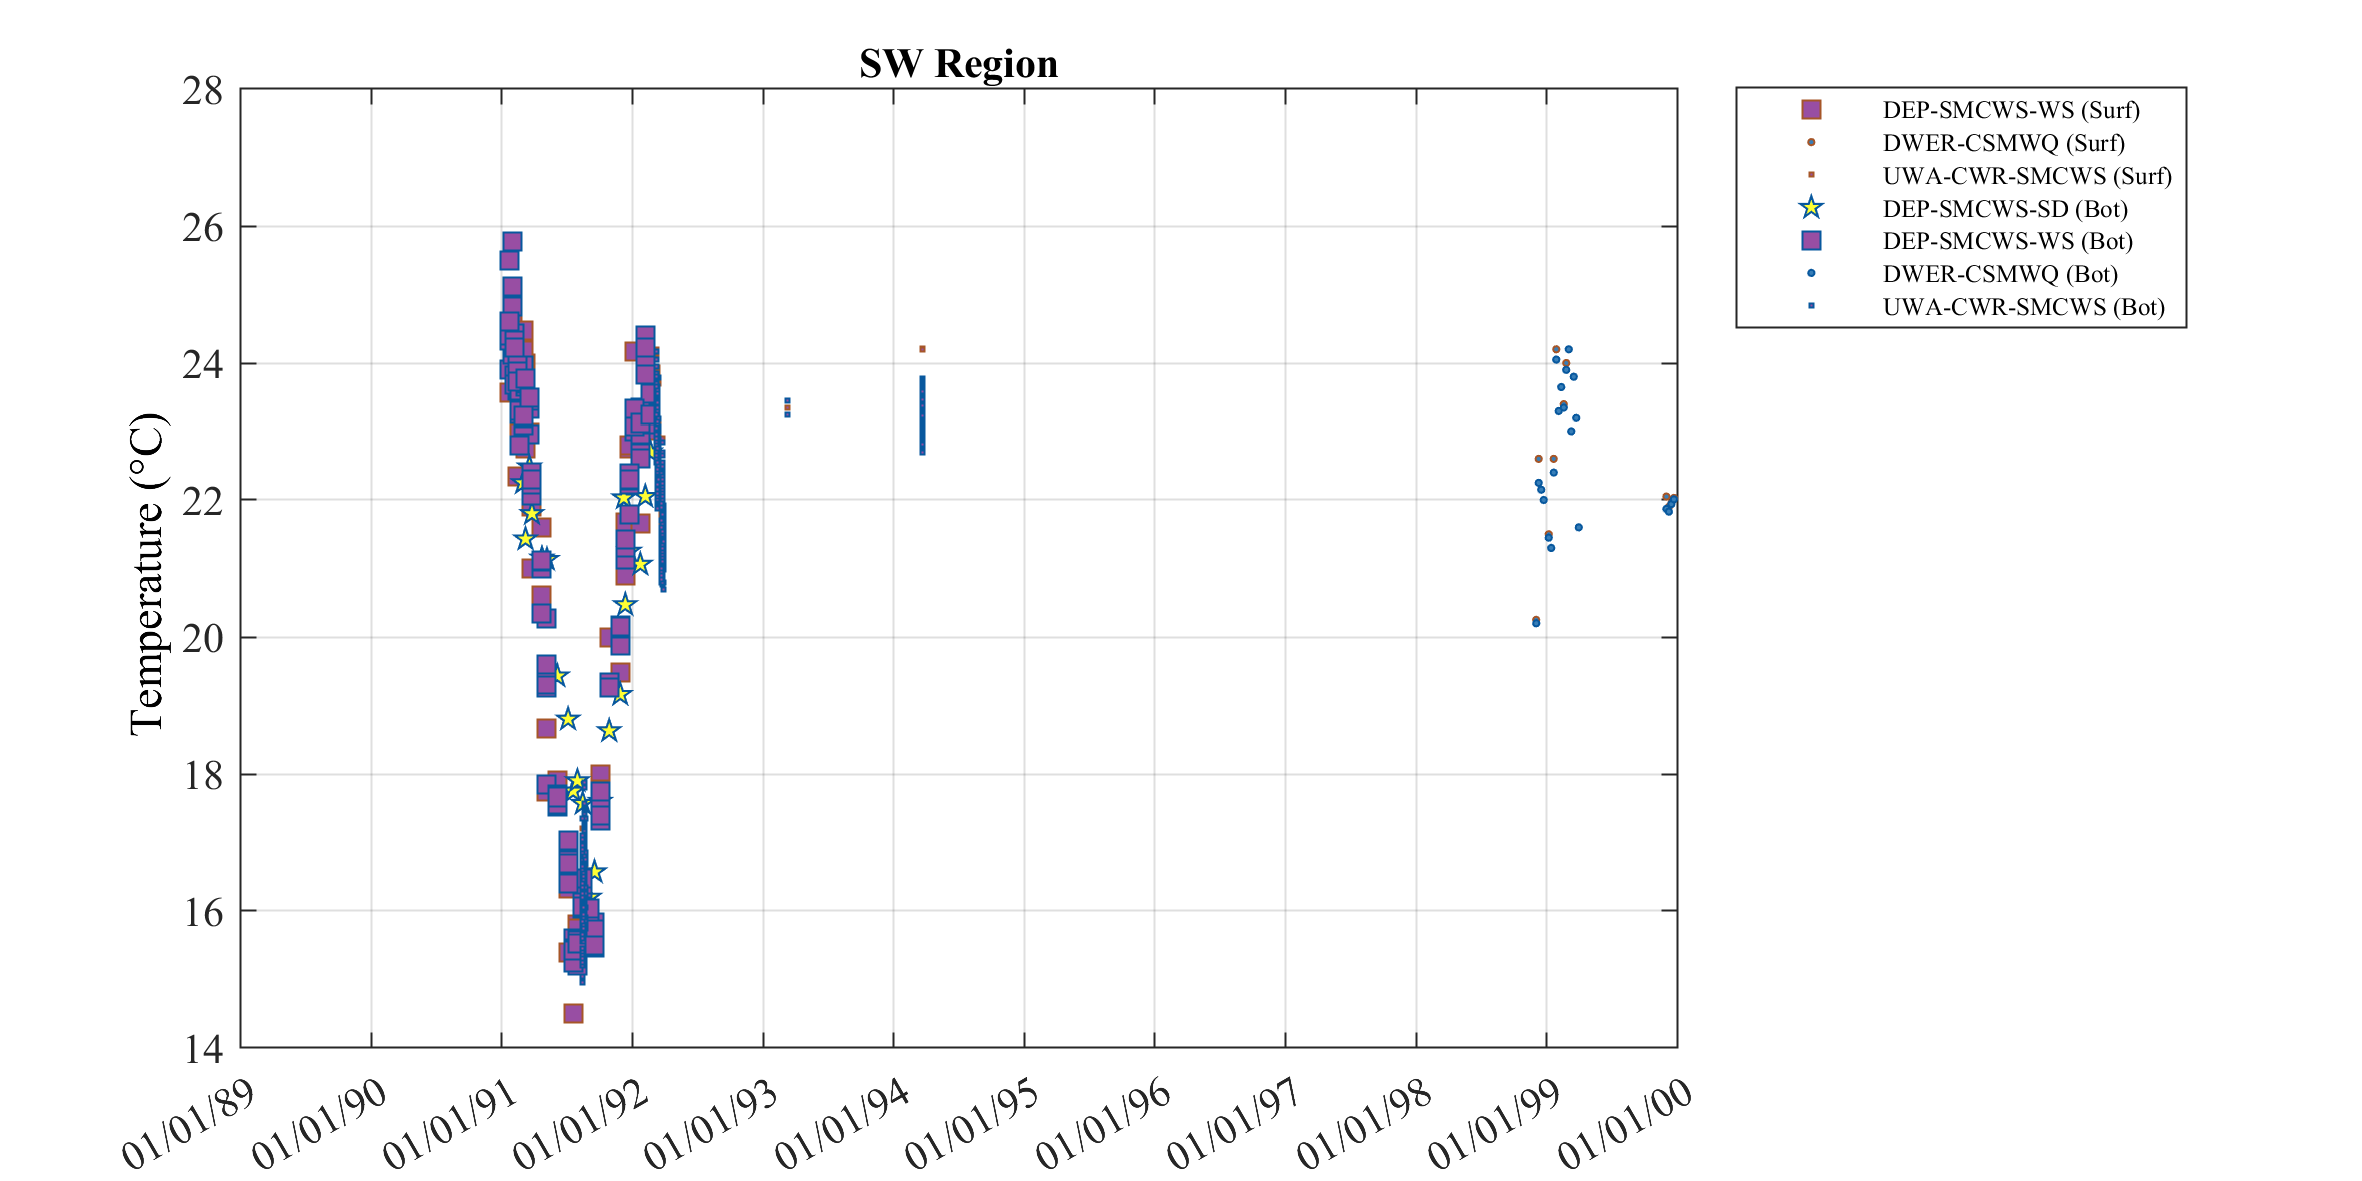 SW Region
Temperature (°C)
28
26
24
22
20
18
16
14
01/01/89
01/01/90
01/01/91
01/01/92
01/01/93
01/01/94
01/01/95
01/01/96
01/01/97
01/01/98
01/01/99
01/01/00
DEP-SMCWS-WS (Surf)
DWER-CSMWQ (Surf)
UWA-CWR-SMCWS (Surf)
DEP-SMCWS-SD (Bot)
DEP-SMCWS-WS (Bot)
DWER-CSMWQ (Bot)
UWA-CWR-SMCWS (Bot)